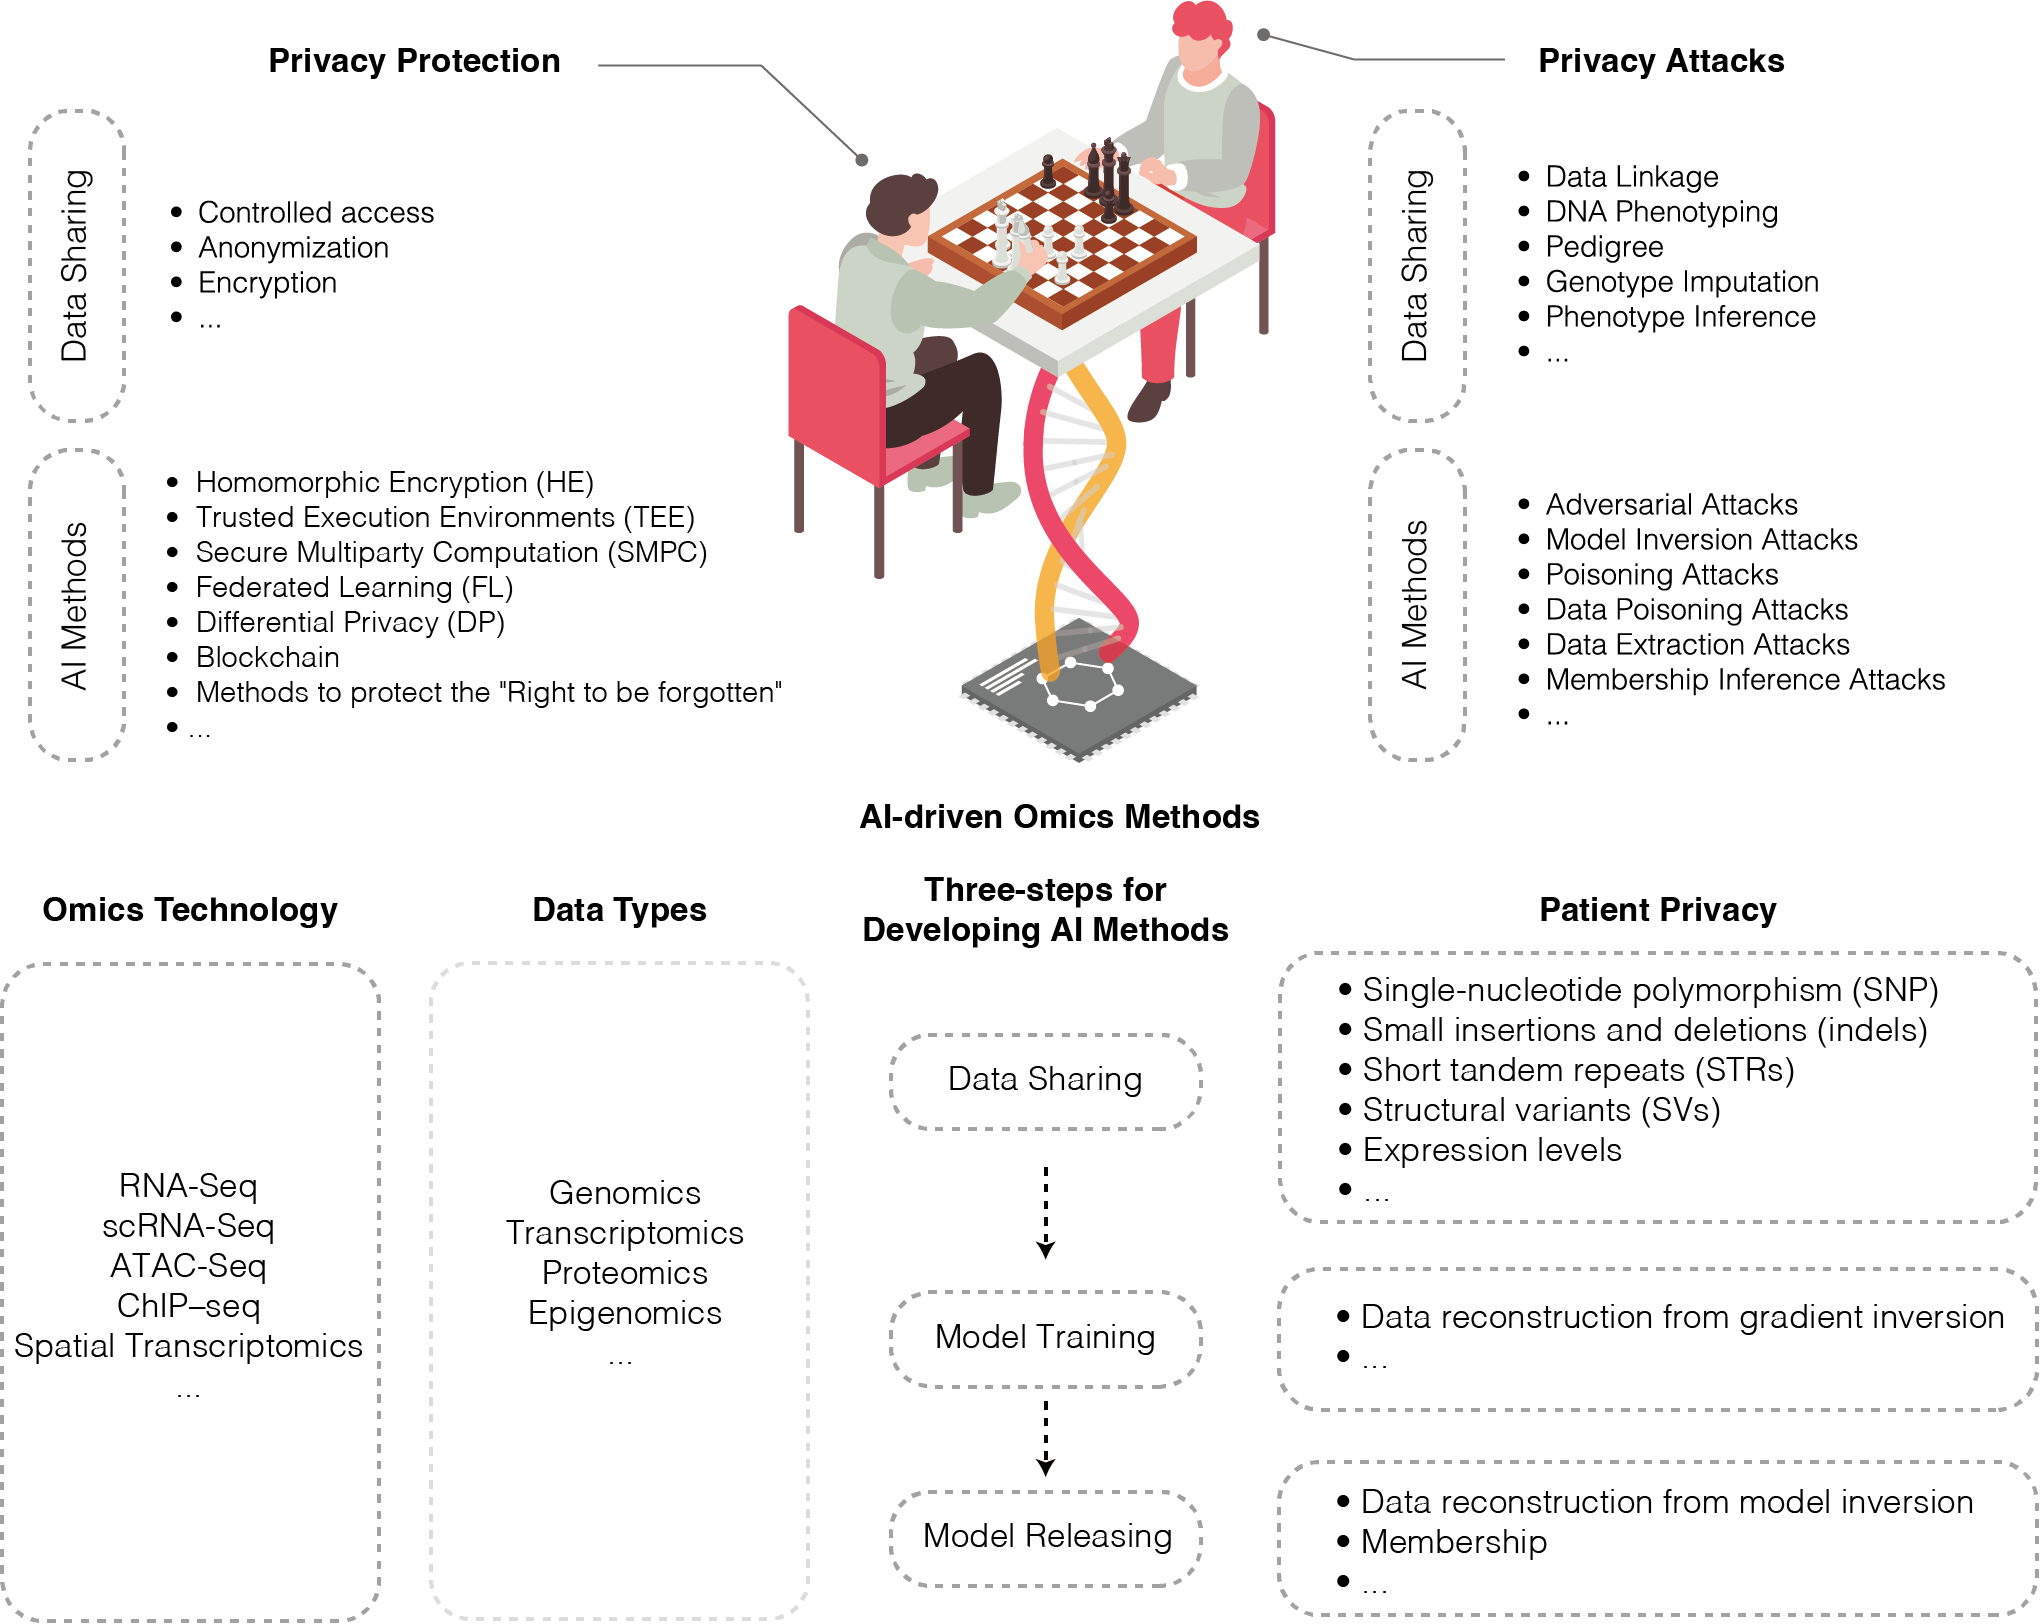 Privacy Protection
Data Sharing
• Controlled access
• Anonymization
• Encryption
• ...
AI Methods
• Homomorphic Encryption (HE)
• Trusted Execution Environments (TEE)
• Secure Multiparty Computation (SMPC)
• Federated Learning (FL)
• Differential Privacy (DP)
• Blockchain
• Methods to protect the "Right to be forgotten"
• ...
Privacy Attacks
Data Sharing
• Data Linkage
• DNA Phenotyping
• Pedigree
• Genotype Imputation
• Phenotype Inference
• ...
AI Methods
• Adversarial Attacks
• Model Inversion Attacks
• Poisoning Attacks
• Data Poisoning Attacks
• Data Extraction Attacks
• Membership Inference Attacks
• ...
AI-driven Omics Methods
Omics Technology
RNA-Seq
scRNA-Seq
ATAC-Seq
ChIP–seq
Spatial Transcriptomics
...
Data Types
Genomics
Transcriptomics
Proteomics
Epigenomics
...
Three-steps for
Developing AI Methods
Data Sharing
Model Training
Model Releasing
Patient Privacy
• Single-nucleotide polymorphism (SNP)
• Small insertions and deletions (indels)
• Short tandem repeats (STRs)
• Structural variants (SVs)
• Expression levels
• ...
• Data reconstruction from gradient inversion
• ...
• Data reconstruction from model inversion
• Membership
• ...